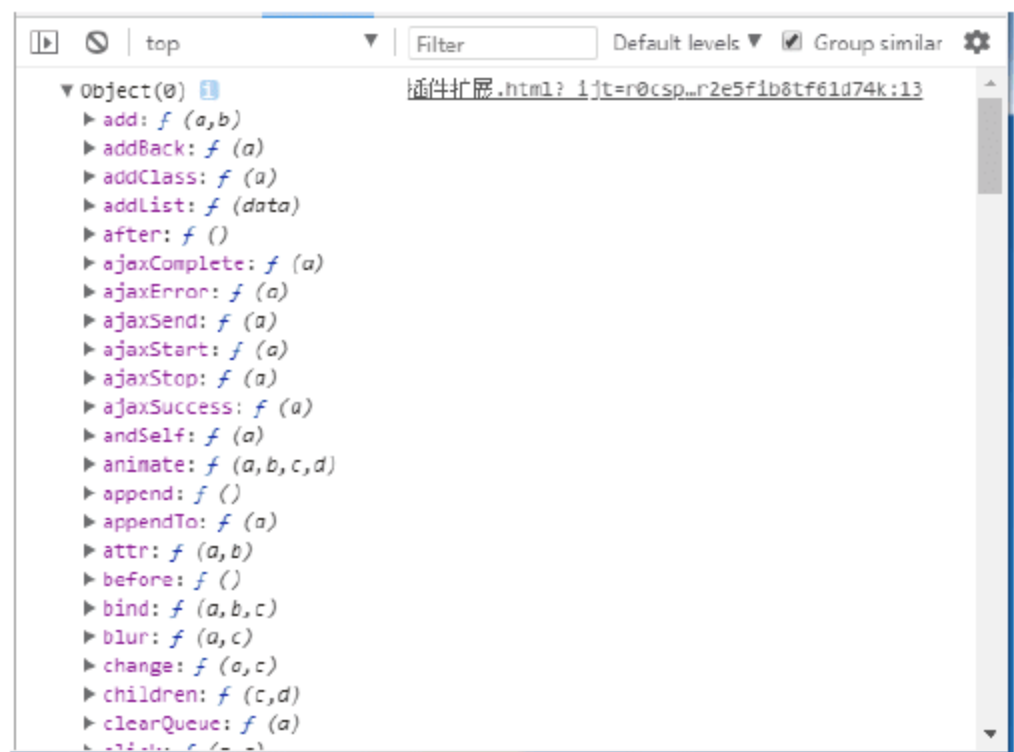 top Filter Default levels Group similar
Object(0) i 插件扩展.html?_ijt=r0csp…r2e5fib8tf61d74k:13
add: ƒ (a,b)
addBack: ƒ (a)
addClass: ƒ (a)
addList: ƒ (data)
after: ƒ ()
ajaxComplete: ƒ (a)
ajaxError: ƒ (a)
ajaxSend: ƒ (a)
ajaxStart: ƒ (a)
ajaxStop: ƒ (a)
ajaxSuccess: ƒ (a)
andSelf: ƒ (a)
animate: ƒ (a,b,c,d)
append: ƒ ()
appendTo: ƒ (a)
attr: ƒ (a,b)
before: ƒ ()
bind: ƒ (a,b,c)
blur: ƒ (a,c)
change: ƒ (a,c)
children: ƒ (c,d)
clearQueue: ƒ (a)